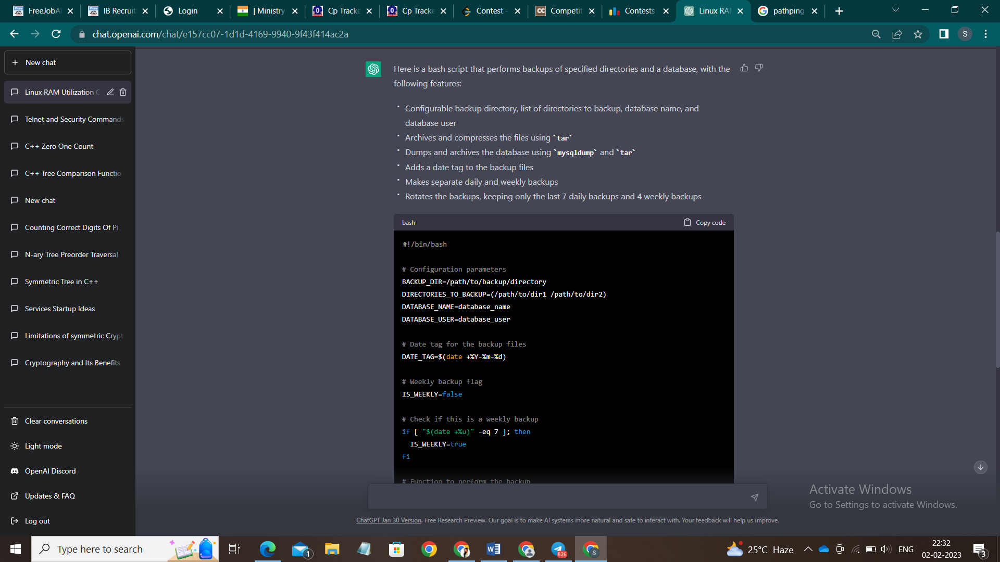 FreeJobAl
IB Recruit
Login
| Ministry
Cp Tracke
Cp Tracke
Contest -
Competit
Contests
Linux RAM
pathping
chat.openai.com/chat/e157cc07-1d1d-4169-9940-9f43f414ac2a
S
New chat
Linux RAM Utilization C
Telnet and Security Commands
C++ Zero One Count
C++ Tree Comparison Functio
New chat
Counting Correct Digits Of Pi
N-ary Tree Preorder Traversal
Symmetric Tree in C++
Services Startup Ideas
Limitations of symmetric Crypt
Cryptography and Its Benefits
Clear conversations
Light mode
OpenAI Discord
Updates & FAQ
Log out
Here is a bash script that performs backups of specified directories and a database, with the
following features:
• Configurable backup directory, list of directories to backup, database name, and
database user
• Archives and compresses the files using `tar`
• Dumps and archives the database using `mysqldump` and `tar`
• Adds a date tag to the backup files
• Makes separate daily and weekly backups
• Rotates the backups, keeping only the last 7 daily backups and 4 weekly backups
bash
Copy code
#!/bin/bash
# Configuration parameters
BACKUP_DIR=/path/to/backup/directory
DIRECTORIES_TO_BACKUP=(/path/to/dir1 /path/to/dir2)
DATABASE_NAME=database_name
DATABASE_USER=database_user
# Date tag for the backup files
DATE_TAG=$(date +%Y-%m-%d)
# Weekly backup flag
IS_WEEKLY=false
# Check if this is a weekly backup
if [ "$(date +%u)" -eq 7 ]; then
IS_WEEKLY=true
fi
# Function to perform the backup
Activate Windows
Go to Settings to activate Windows.
ChatGPT Jan 30 Version. Free Research Preview. Our goal is to make AI systems more natural and safe to interact with. Your feedback will help us improve.
Type here to search
1
826
S
25°C Haze
ENG
22:32
02-02-2023
3